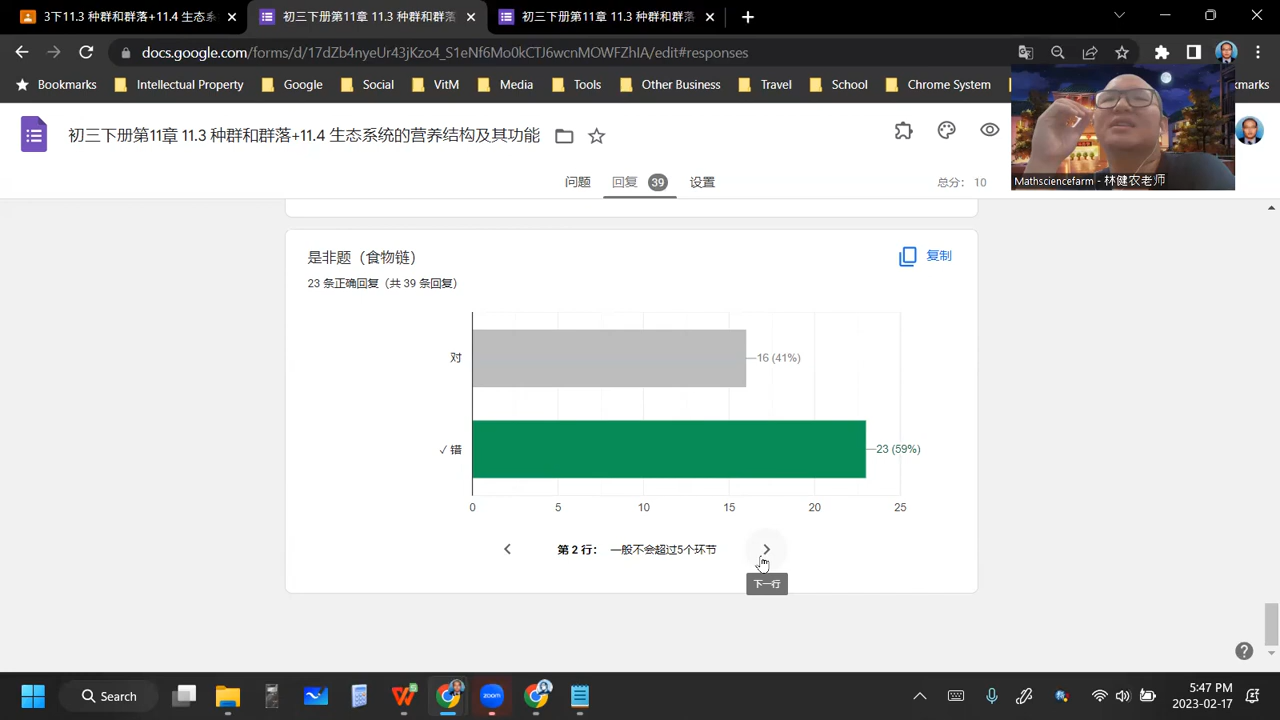 3下11.3 种群和群落+11.4 生态系
初三下册第11章 11.3 种群和群落
初三下册第11章 11.3 种群和群落
docs.google.com/forms/d/17dZb4nyeUr43jKzo4_S1eNf6Mo0KCTJ6wcnMOWFZhIA/edit#responses
Bookmarks
Intellectual Property
Google
Social
VitM
Media
Tools
Other Business
Travel
School
Chrome System
kmarks
初三下册第11章 11.3 种群和群落+11.4 生态系统的营养结构及其功能
Mathsciencefarm - 林健农老师
问题
回复 39
设置
总分: 10
是非题（食物链）
复制
23 条正确回复（共 39 条回复）
对
16 (41%)
✓ 错
23 (59%)
0
5
10
15
20
25
第 2 行: 一般不会超过5个环节
下一行
Search
zoom
5:47 PM
2023-02-17